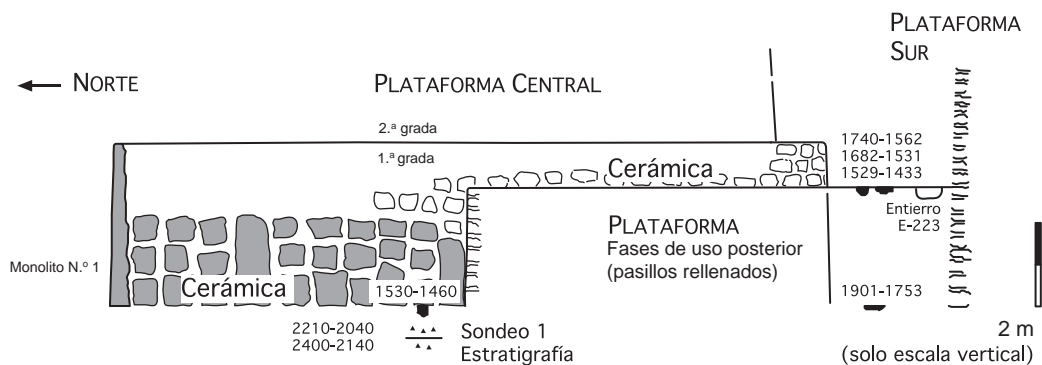 PLATAFORMA
SUR
NORTE
PLATAFORMA CENTRAL
2.ª grada
1.ª grada
Cerámica
1740-1562
1682-1531
1529-1433
Entierro
E-223
PLATAFORMA
Fases de uso posterior
(pasillos rellenados)
Monolito N.º 1
Cerámica
1530-1460
1901-1753
2210-2040
2400-2140
Sondeo 1
Estratigrafía
2 m
(solo escala vertical)